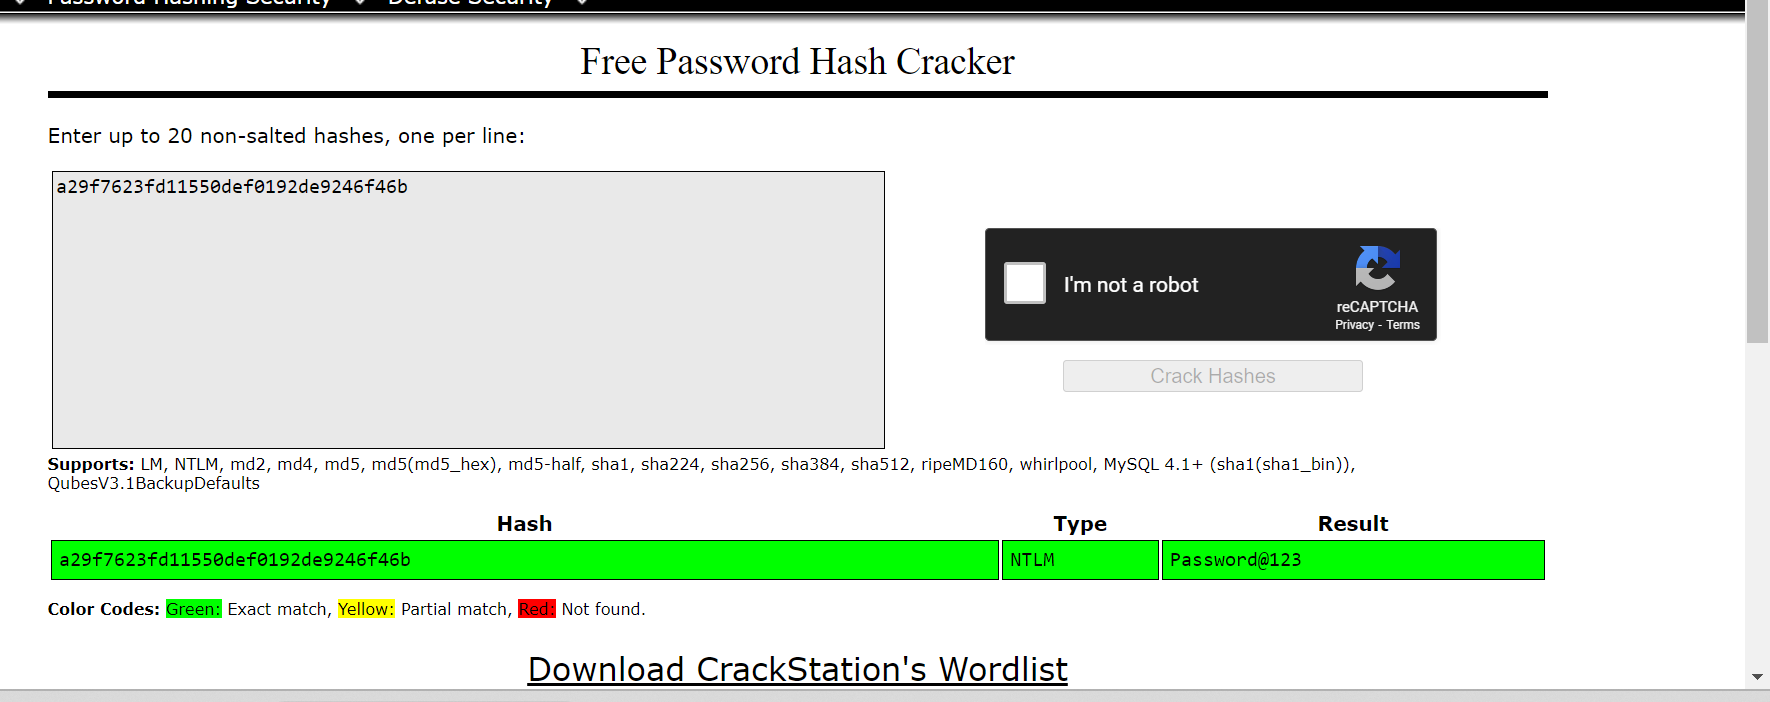 Password Hashing Security Defuse Security
Free Password Hash Cracker
Enter up to 20 non-salted hashes, one per line:
a29f7623fd11550def0192de9246f46b
I'm not a robot
reCAPTCHA
Privacy - Terms
Crack Hashes
Supports: LM, NTLM, md2, md4, md5, md5(md5_hex), md5-half, sha1, sha224, sha256, sha384, sha512, ripeMD160, whirlpool, MySQL 4.1+ (sha1(sha1_bin)),
QubesV3.1BackupDefaults
Hash Type Result
a29f7623fd11550def0192de9246f46b NTLM Password@123
Color Codes: Green: Exact match, Yellow: Partial match, Red: Not found.
Download CrackStation's Wordlist